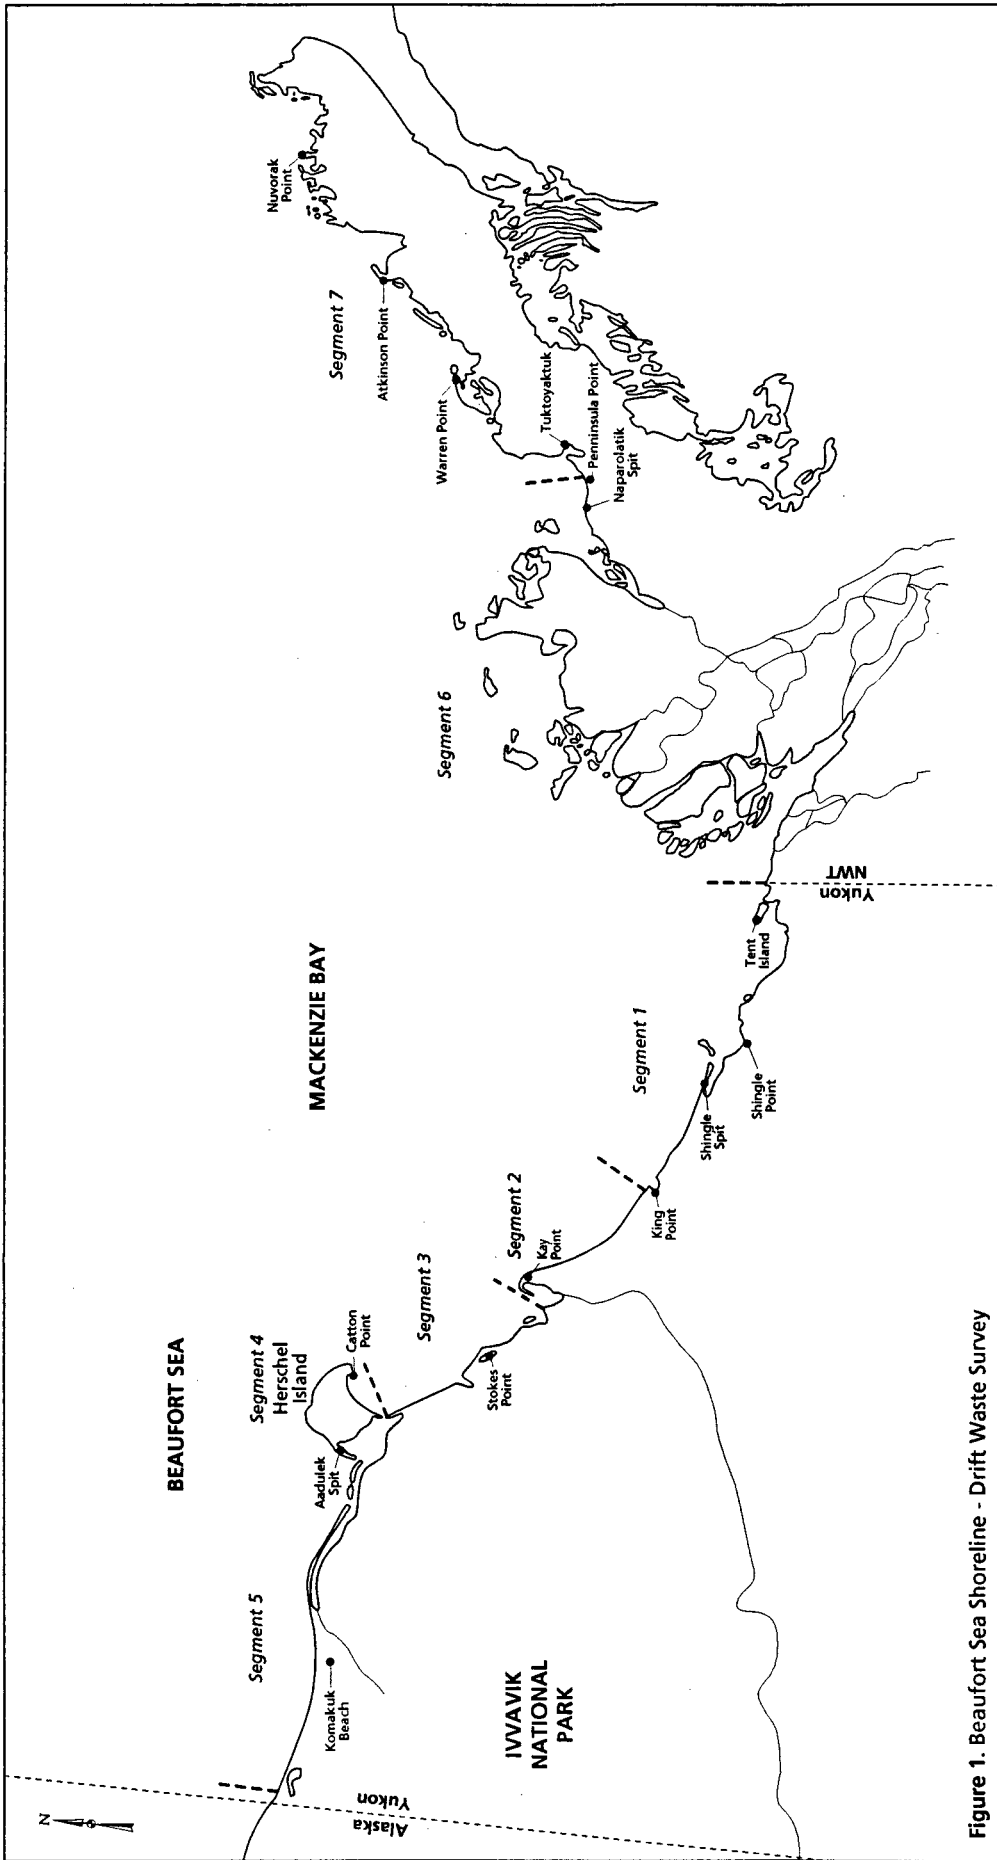 N
BEAUFORT SEA
MACKENZIE BAY
Segment 5
Segment 4
Herschel
Island
Segment 3
Segment 2
Segment 1
Segment 6
Segment 7
Alaska
Yukon
Komakuk
Beach
Aadulek
Spit
Catton
Point
Stokes
Point
Kay
Point
King
Point
Shingle
Spit
Shingle
Point
Tent
Island
Yukon
NWT
Naparolatik
Spit
Penninsula Point
Tuktoyaktuk
Warren Point
Atkinson Point
Nuvorak
Point
IVVAVIK
NATIONAL
PARK
Figure 1. Beaufort Sea Shoreline - Drift Waste Survey